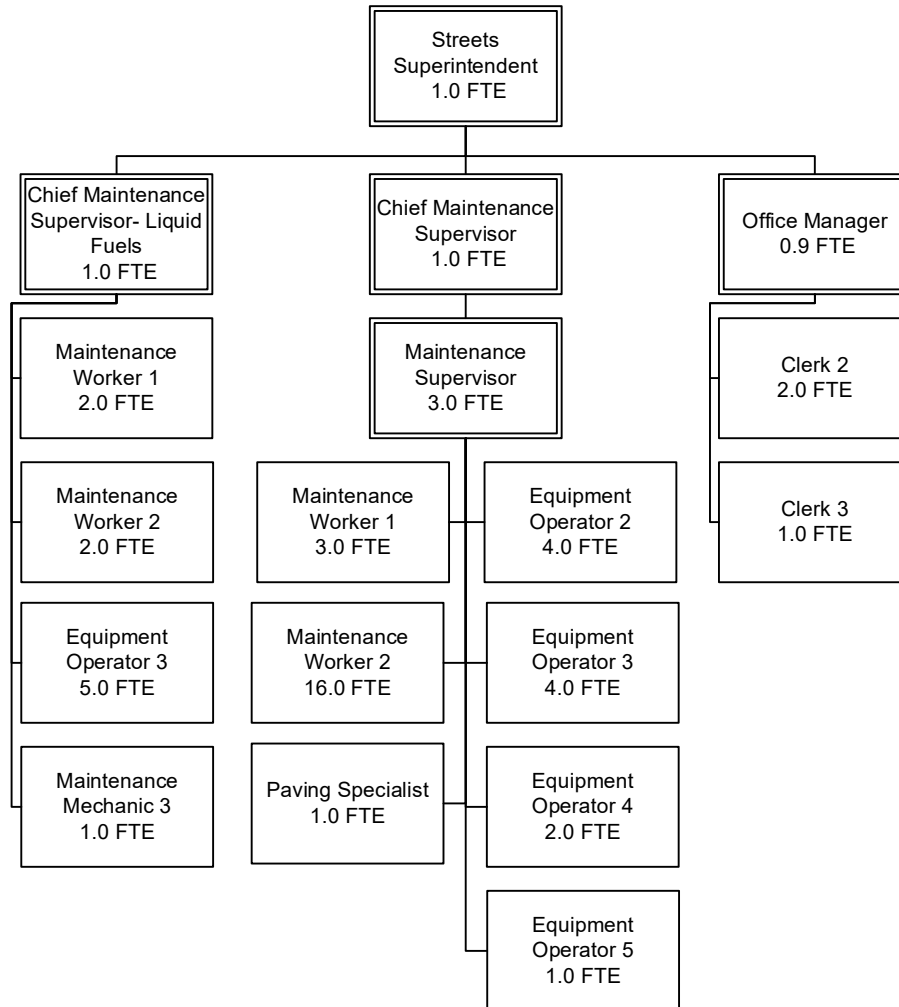 Streets
Superintendent
1.0 FTE
Chief Maintenance
Supervisor- Liquid
Fuels
1.0 FTE
Chief Maintenance
Supervisor
1.0 FTE
Office Manager
0.9 FTE
Maintenance
Worker 1
2.0 FTE
Maintenance
Supervisor
3.0 FTE
Clerk 2
2.0 FTE
Maintenance
Worker 2
2.0 FTE
Maintenance
Worker 1
3.0 FTE
Equipment
Operator 2
4.0 FTE
Clerk 3
1.0 FTE
Equipment
Operator 3
5.0 FTE
Maintenance
Worker 2
16.0 FTE
Equipment
Operator 3
4.0 FTE
Maintenance
Mechanic 3
1.0 FTE
Paving Specialist
1.0 FTE
Equipment
Operator 4
2.0 FTE
Equipment
Operator 5
1.0 FTE